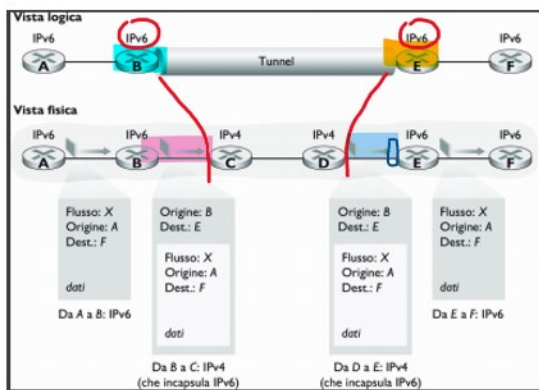 Vista logica
IPv6 IPv6 IPv6 IPv6
A B Tunnel E F
Vista fisica
IPv6 IPv6 IPv4 IPv4 IPv6 IPv6
A B C D E F
Flusso: X
Origine: A
Dest.: F
dati
Da A a B: IPv6
Origine: B
Dest.: E
Flusso: X
Origine: A
Dest.: F
dati
Da B a C: IPv4
(che incapsula IPv6)
Origine: B
Dest.: E
Flusso: X
Origine: A
Dest.: F
dati
Da D a E: IPv4
(che incapsula IPv6)
Flusso: X
Origine: A
Dest.: F
dati
Da E a F: IPv6